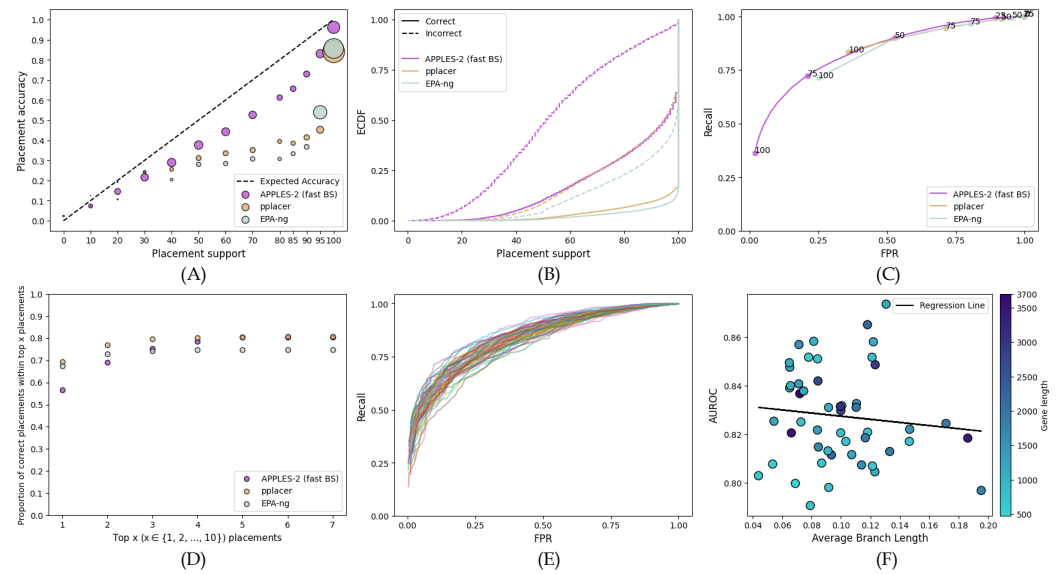 1.0
0.9
0.8
0.7
0.6
0.5
0.4
0.3
0.2
0.1
0.0
Placement accuracy
Expected Accuracy
APPLES-2 (fast BS)
pplacer
EPA-ng
0 10 20 30 40 50 60 70 80 85 90 95 100
Placement support
(A)
1.00
0.75
0.50
0.25
0.00
ECDF
Correct
Incorrect
APPLES-2 (fast BS)
pplacer
EPA-ng
0 20 40 60 80 100
Placement support
(B)
1.00
0.75
0.50
0.25
0.00
Recall
100
75
100
100
50
75
75
25
50
50
APPLES-2 (fast BS)
pplacer
EPA-ng
0.00 0.25 0.50 0.75 1.00
FPR
(C)
1.0
0.9
0.8
0.7
0.6
0.5
0.4
0.3
0.2
0.1
0.0
Proportion of correct placements within top x placements
APPLES-2 (fast BS)
pplacer
EPA-ng
1 2 3 4 5 6 7
Top x (x ∈ {1, 2, ..., 10}) placements
(D)
1.00
0.75
0.50
0.25
0.00
Recall
0.00 0.25 0.50 0.75 1.00
FPR
(E)
0.86
0.84
0.82
0.80
AUROC
Regression Line
0.04 0.06 0.08 0.10 0.12 0.14 0.16 0.18 0.20
Average Branch Length
(F)
3700
3500
3000
2500
2000
1500
1000
500
Gene length